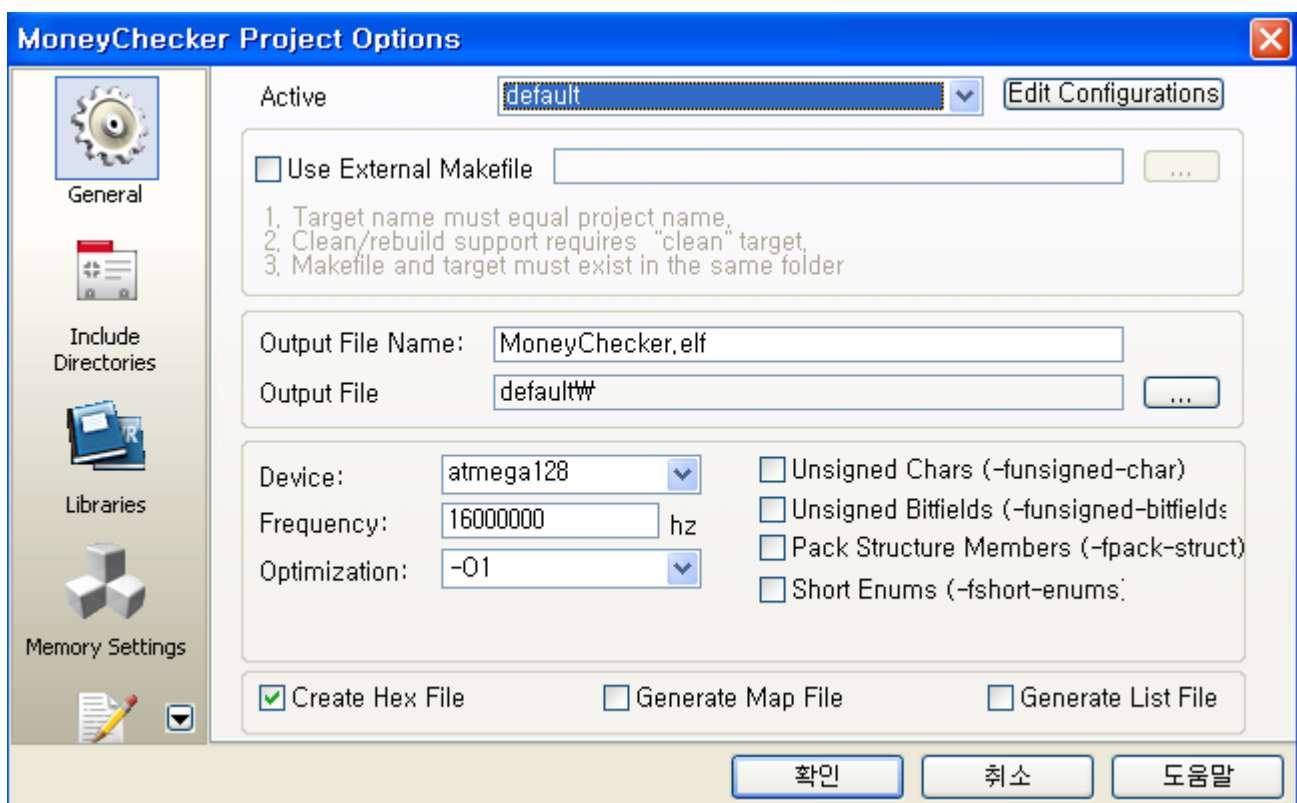 MoneyChecker Project Options
General
Include
Directories
Libraries
Memory Settings
Active default Edit Configurations
Use External Makefile ...
1. Target name must equal project name.
2. Clean/rebuild support requires "clean" target.
3. Makefile and target must exist in the same folder
Output File Name: MoneyChecker.elf
Output File default₩ ...
Device: atmega128
Frequency: 16000000 hz
Optimization: -O1
Unsigned Chars (-funsigned-char)
Unsigned Bitfields (-funsigned-bitfields
Pack Structure Members (-fpack-struct)
Short Enums (-fshort-enums)
Create Hex File Generate Map File Generate List File
확인 취소 도움말